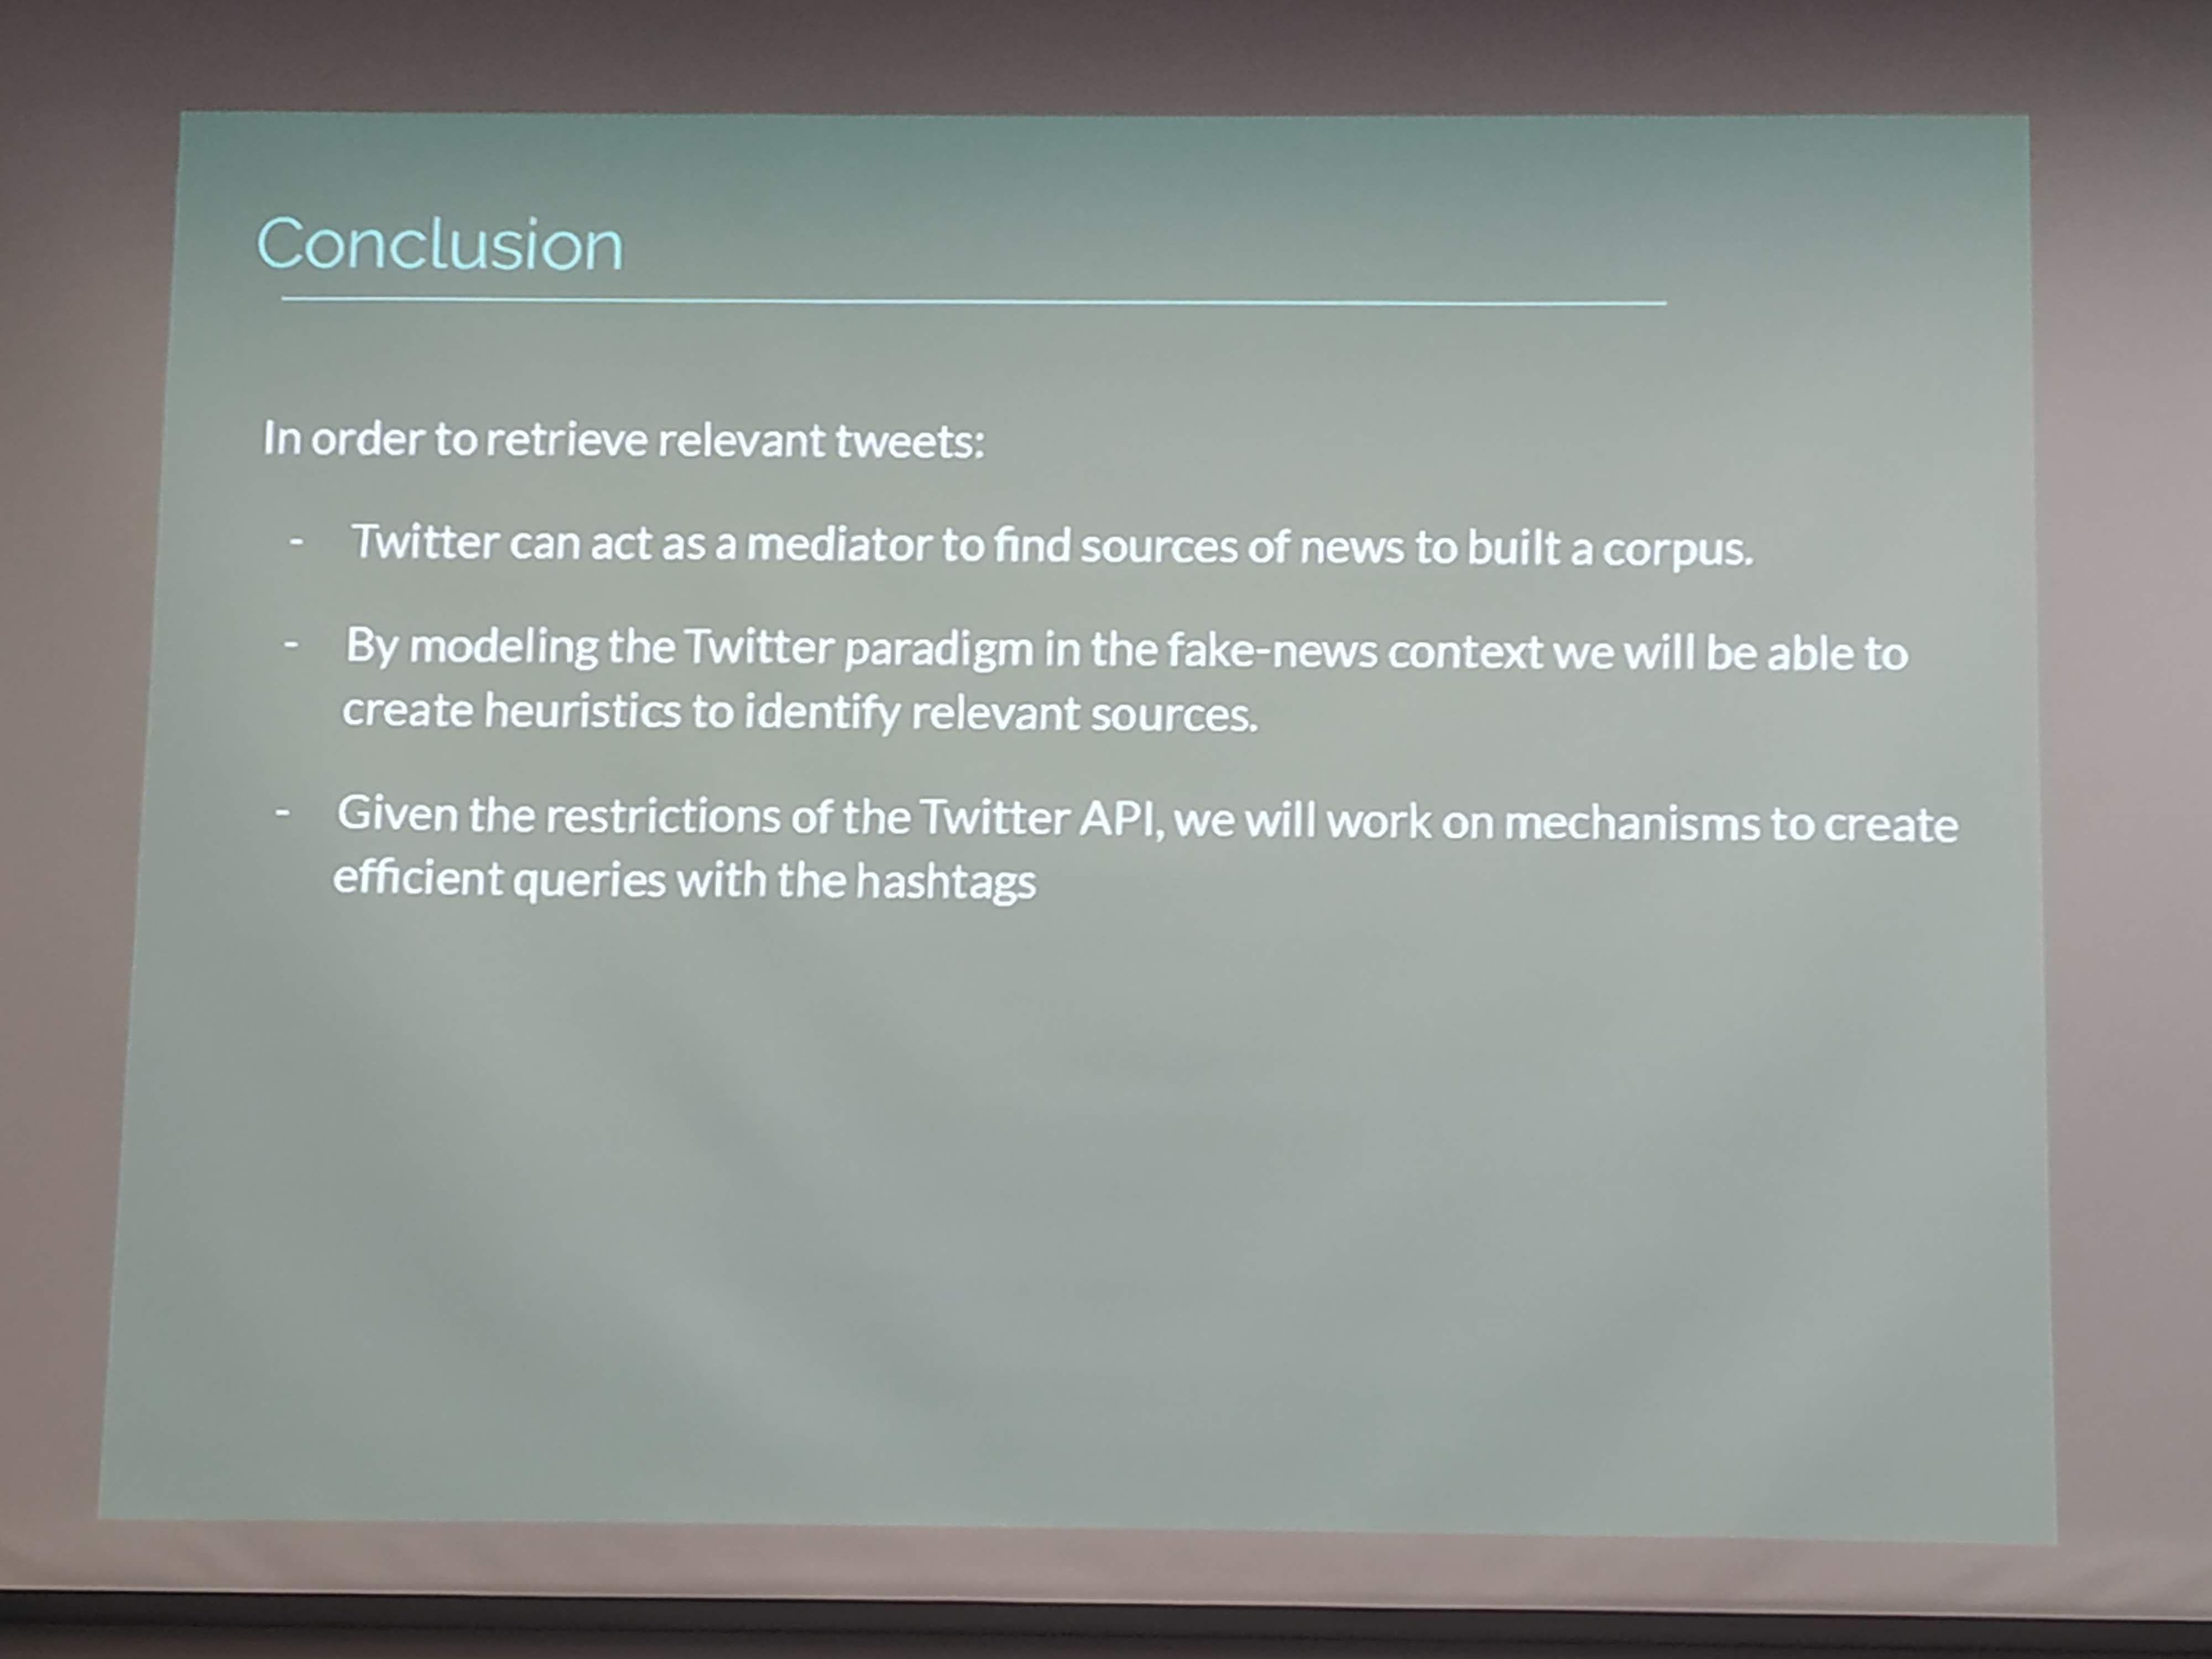 Conclusion
In order to retrieve relevant tweets:
- Twitter can act as a mediator to find sources of news to built a corpus.
- By modeling the Twitter paradigm in the fake-news context we will be able to
create heuristics to identify relevant sources.
- Given the restrictions of the Twitter API, we will work on mechanisms to create
efficient queries with the hashtags